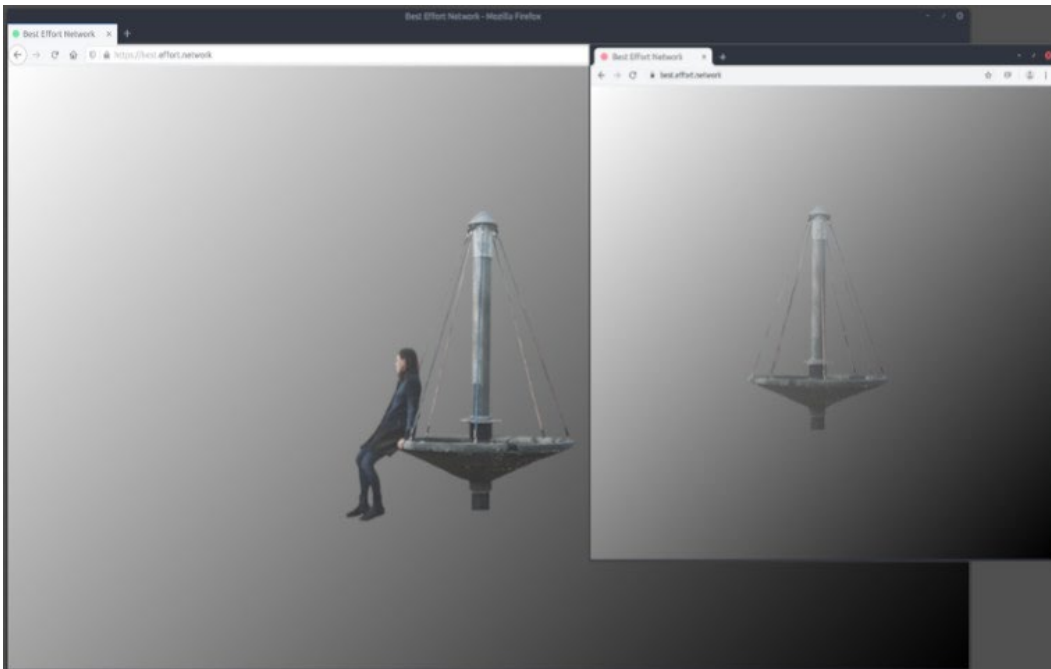 Best Effort Network - Mozilla Firefox
Best Effort Network
https://best.effort.network
Best Effort Network
best.effort.network